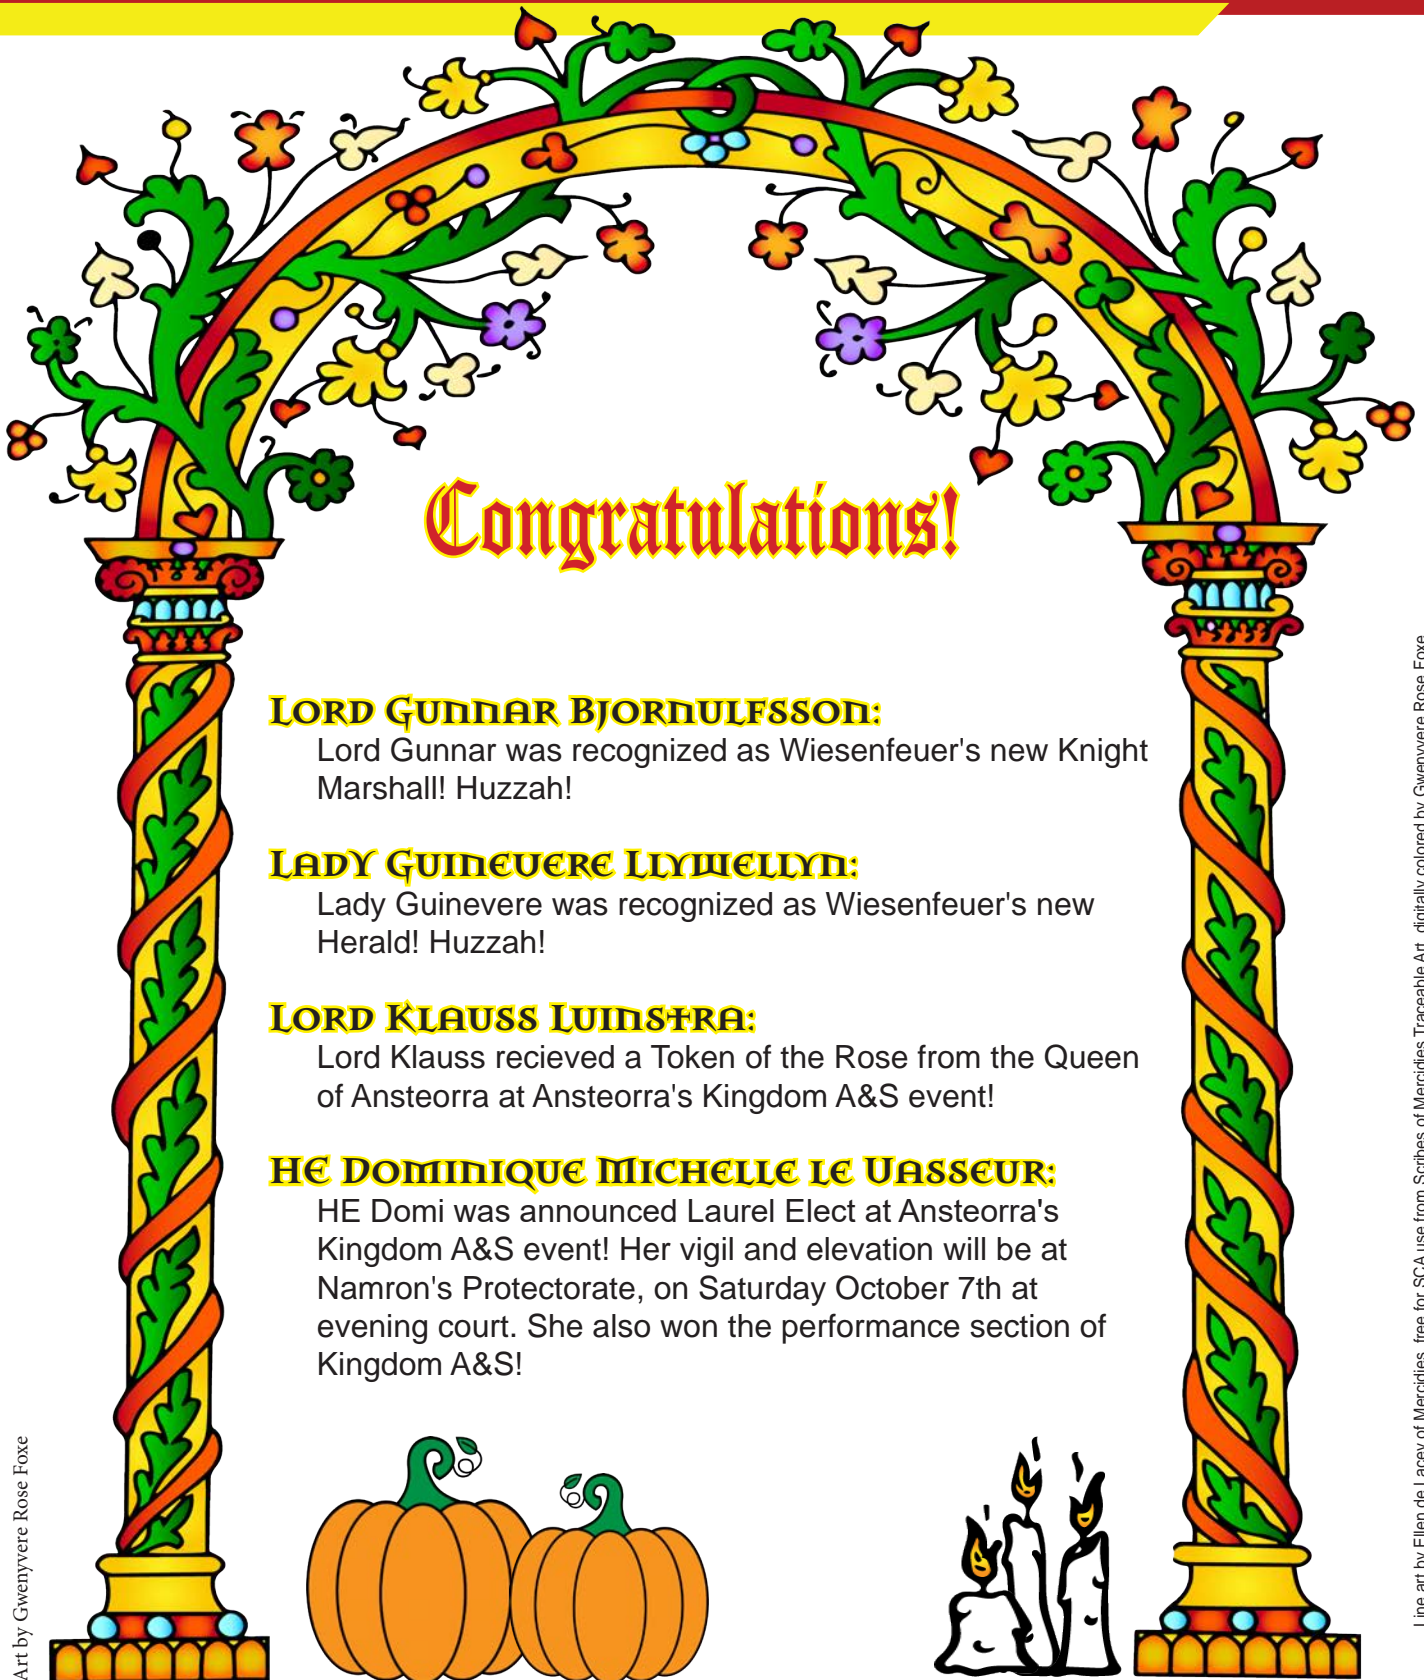 Congratulations!
Lord Gunnar Bjornulfsson:
Lord Gunnar was recognized as Wiesenfeuer's new Knight
Marshall! Huzzah!
Lady Guinevere Llywellyn:
Lady Guinevere was recognized as Wiesenfeuer's new
Herald! Huzzah!
Lord Klauss Luinstra:
Lord Klauss recieved a Token of the Rose from the Queen
of Ansteorra at Ansteorra's Kingdom A&S event!
HE Dominique Michelle le Vasseur:
HE Domi was announced Laurel Elect at Ansteorra's
Kingdom A&S event! Her vigil and elevation will be at
Namron's Protectorate, on Saturday October 7th at
evening court. She also won the performance section of
Kingdom A&S!
Art by Gwenyvere Rose Foxe
Line art by Ellen de Lacey of Mercidies, free for SCA use from Scribes of Mercidies Traceable Art, digitally colored by Gwenyvere Rose Foxe